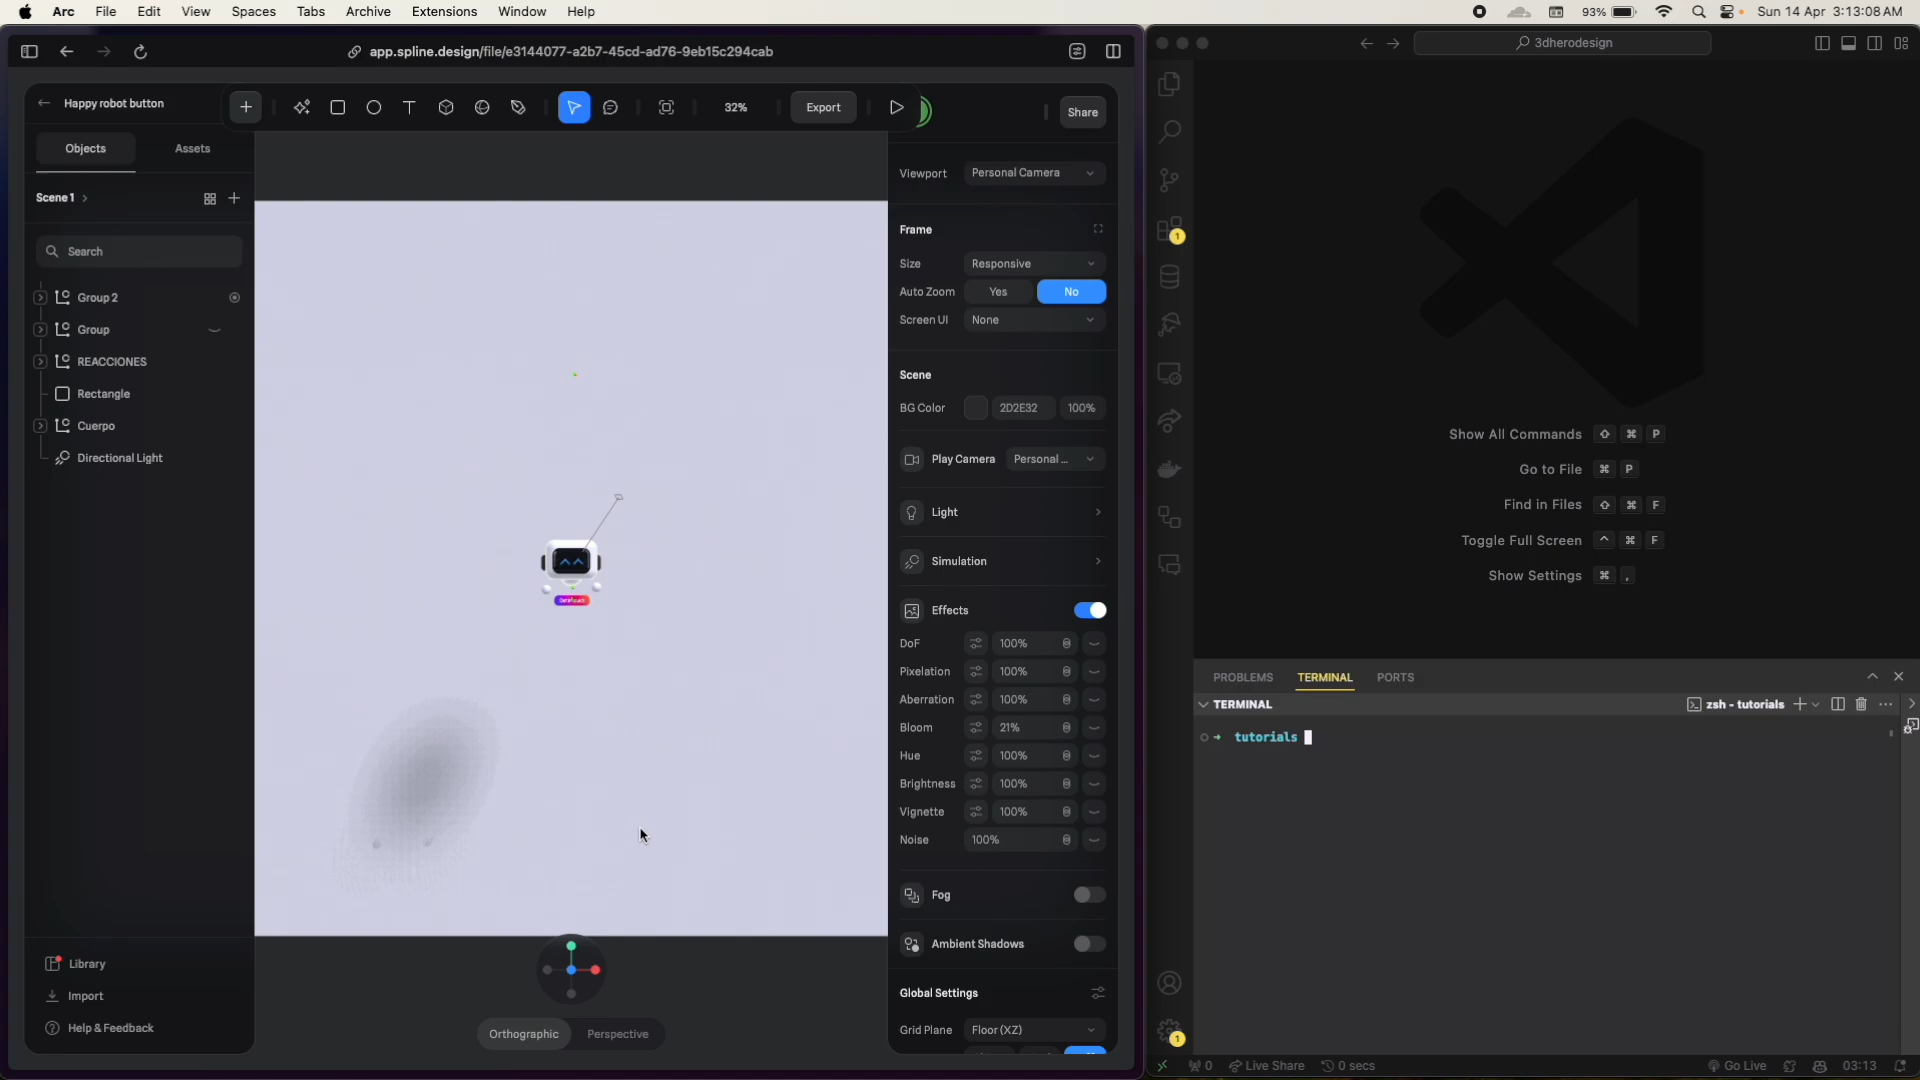 Arc File Edit View Spaces Tabs Archive Extensions Window Help
93% Sun 14 Apr 3:13:08 AM
app.spline.design/file/e3144077-a2b7-45cd-ad76-9eb15c294cab
Happy robot button
32%
Export
Share
Objects
Assets
Scene 1
Search
Group 2
Group
REACCIONES
Rectangle
Cuerpo
Directional Light
Library
Import
Help & Feedback
Orthographic
Perspective
Viewport Personal Camera
Frame
Size Responsive
Auto Zoom Yes No
Screen UI None
Scene
BG Color 2D2E32 100%
Play Camera Personal ...
Light
Simulation
Effects
DoF 100%
Pixelation 100%
Aberration 100%
Bloom 21%
Hue 100%
Brightness 100%
Vignette 100%
Noise 100%
Fog
Ambient Shadows
Global Settings
Grid Plane Floor (XZ)
3dherodesign
1
Show All Commands ⇧ ⌘ P
Go to File ⌘ P
Find in Files ⇧ ⌘ F
Toggle Full Screen ^ ⌘ F
Show Settings ⌘ ,
PROBLEMS TERMINAL PORTS
TERMINAL
zsh - tutorials
→ tutorials
1
0 Live Share 0 secs
Go Live 03:13